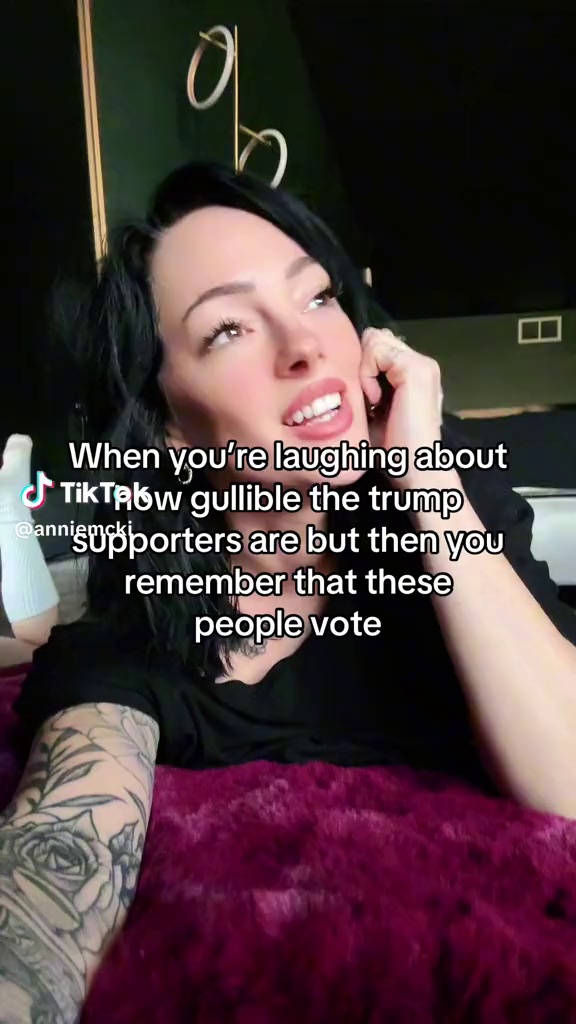 When you’re laughing about
how gullible the trump
supporters are but then you
remember that these
people vote
TikTok
@anniemcki